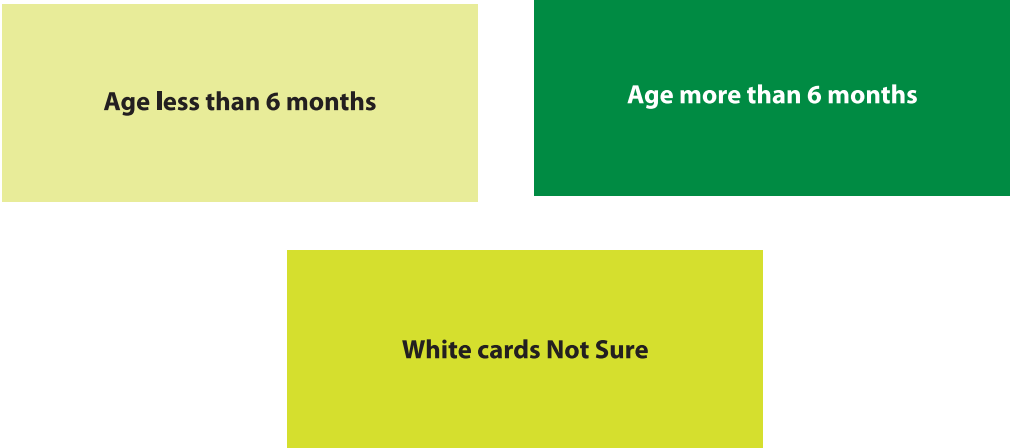 Age less than 6 months
Age more than 6 months
White cards Not Sure